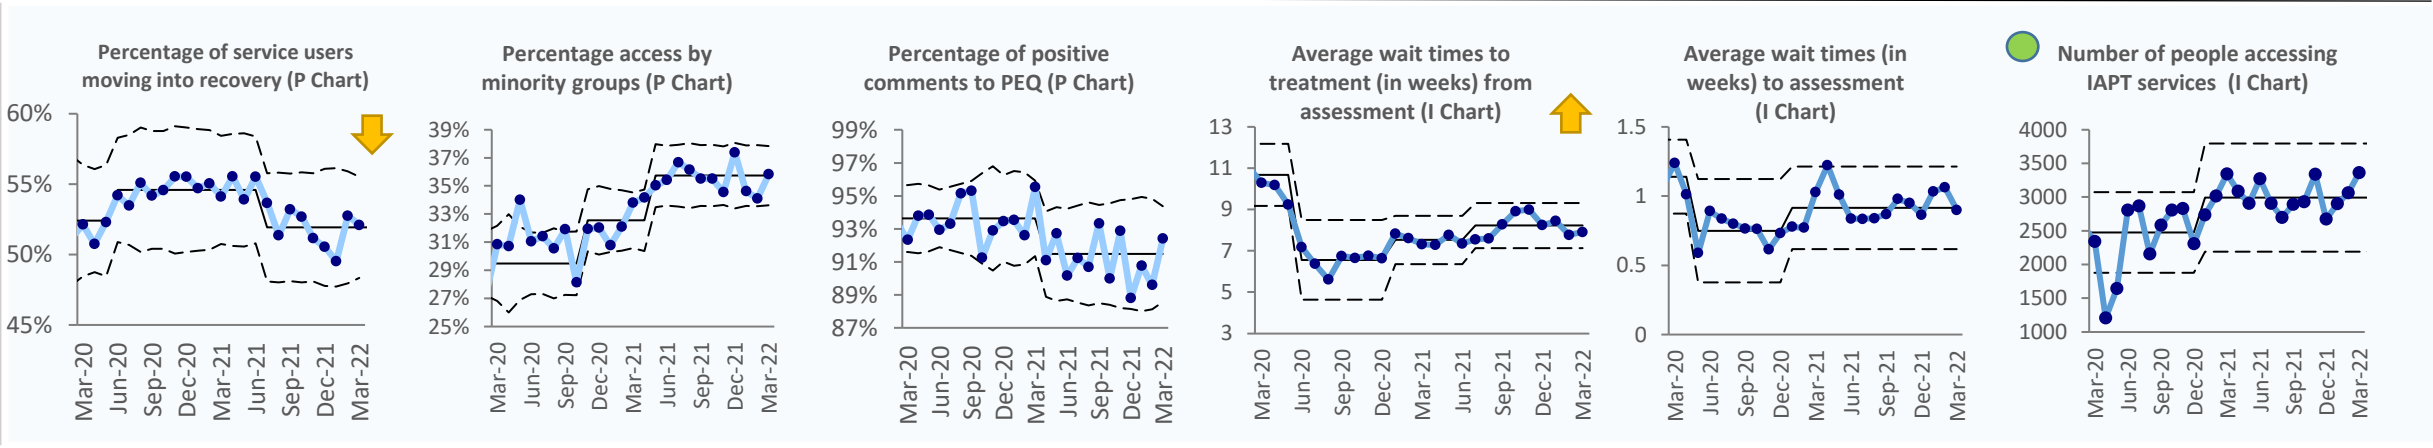 Percentage of service users
moving into recovery (P Chart)
60%
55%
50%
45%
Mar-20
Jun-20
Sep-20
Dec-20
Mar-21
Jun-21
Sep-21
Dec-21
Mar-22
Percentage access by
minority groups (P Chart)
39%
37%
35%
33%
31%
29%
27%
25%
Mar-20
Jun-20
Sep-20
Dec-20
Mar-21
Jun-21
Sep-21
Dec-21
Mar-22
Percentage of positive
comments to PEQ (P Chart)
99%
97%
95%
93%
91%
89%
87%
Mar-20
Jun-20
Sep-20
Dec-20
Mar-21
Jun-21
Sep-21
Dec-21
Mar-22
Average wait times to
treatment (in weeks) from
assessment (I Chart)
13
11
9
7
5
3
Mar-20
Jun-20
Sep-20
Dec-20
Mar-21
Jun-21
Sep-21
Dec-21
Mar-22
Average wait times (in
weeks) to assessment
(I Chart)
1.5
1
0.5
0
Mar-20
Jun-20
Sep-20
Dec-20
Mar-21
Jun-21
Sep-21
Dec-21
Mar-22
Number of people accessing
IAPT services (I Chart)
4000
3500
3000
2500
2000
1500
1000
Mar-20
Jun-20
Sep-20
Dec-20
Mar-21
Jun-21
Sep-21
Dec-21
Mar-22